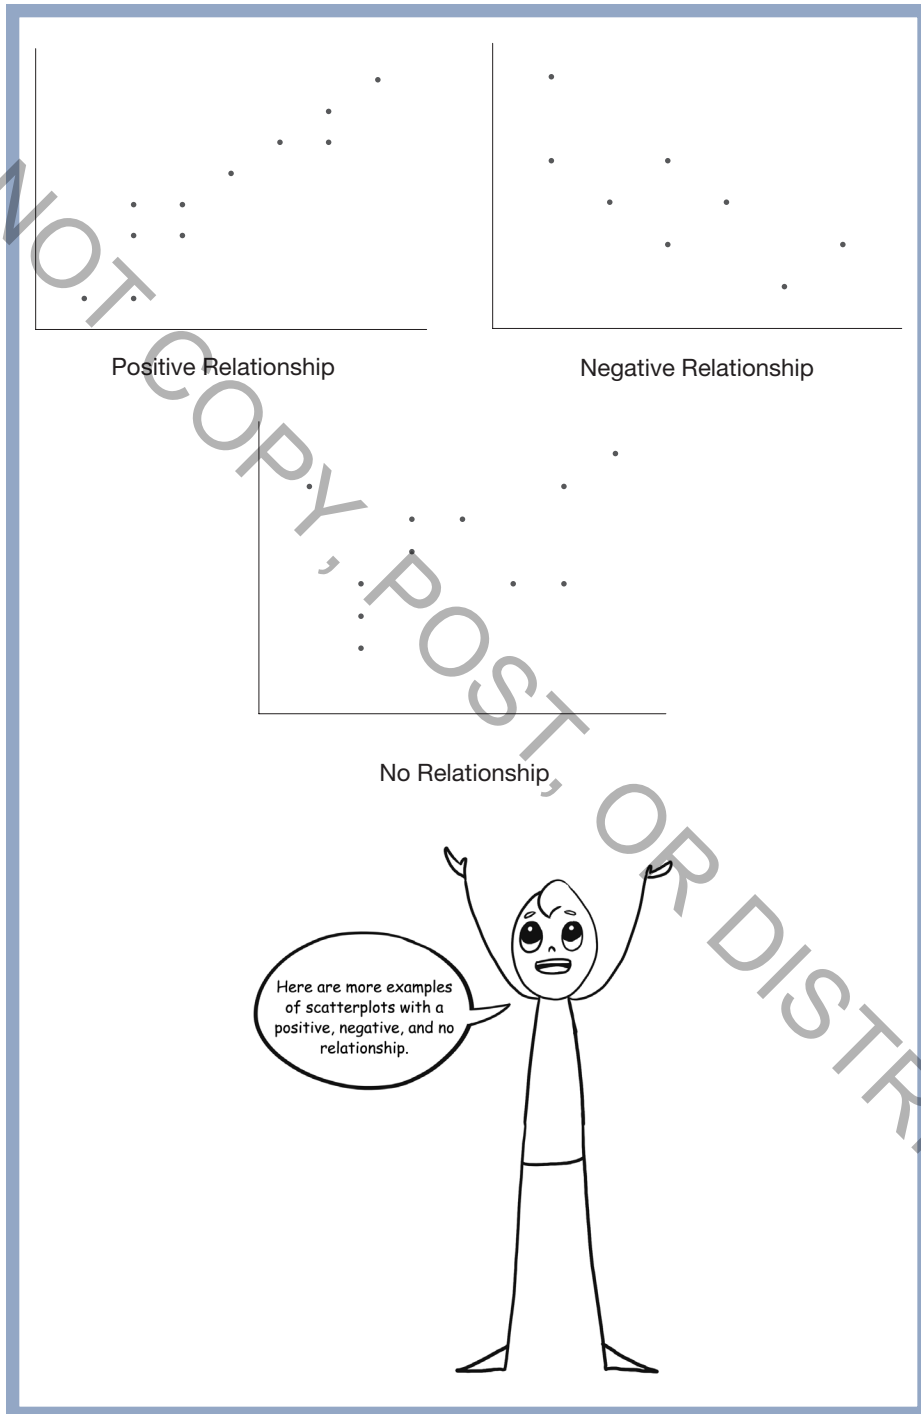 Positive Relationship
Negative Relationship
No Relationship
Here are more examples
of scatterplots with a
positive, negative, and no
relationship.
NOT COPY, POST, OR DISTR